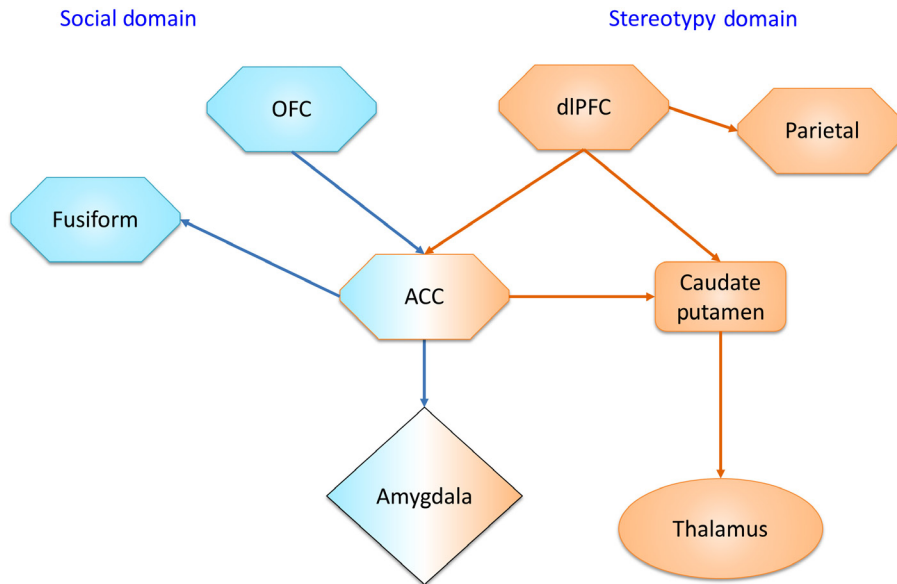 Social domain
Stereotypy domain
OFC
dlPFC
Parietal
Fusiform
ACC
Caudate
putamen
Amygdala
Thalamus